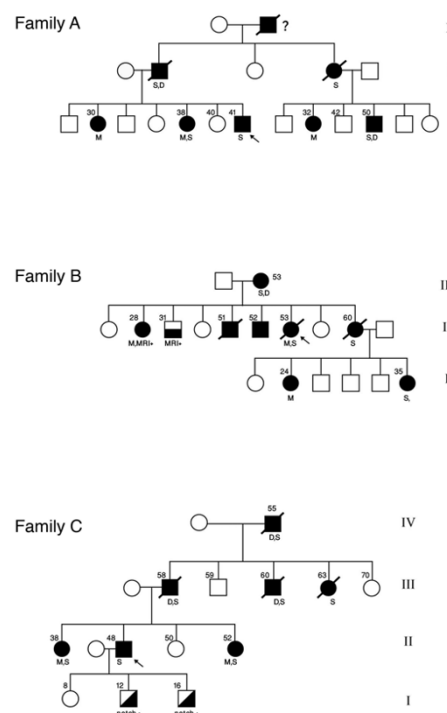 Family A
?
S,D
S
30
38
40
41
32
42
50
M
M,S
S
M
S,D
Family B
53
S,D
28
31
51
52
53
60
M,MRI+
MRI+
M,S
S
24
35
M
S,
Family C
55
IV
D,S
58
59
60
63
70
III
D,S
D,S
S
38
48
50
52
II
M,S
S
M,S
8
12
16
I